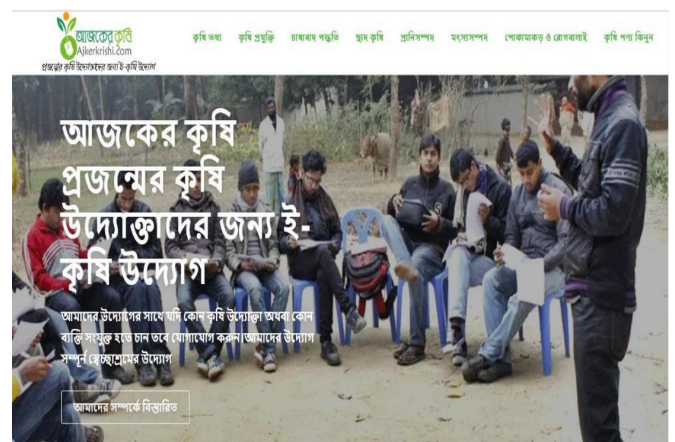 আজকের কৃষি
Ajkerkrishi.com
প্রজন্মের কৃষি উদ্যোক্তাদের জন্য ই-কৃষি উদ্যোগ
কৃষি তথ্য কৃষি প্রযুক্তি চাষাবাদ পদ্ধতি ছাদ কৃষি প্রানিসম্পদ মৎস্যসম্পদ পোকামাকড় ও রোগবালাই কৃষি পণ্য কিনুন
আজকের কৃষি
প্রজন্মের কৃষি
উদ্যোক্তাদের জন্য ই-
কৃষি উদ্যোগ
আমাদের উদ্যোগের সাথে যদি কোন কৃষি উদ্যোক্তা অথবা কোন
ব্যক্তি সংযুক্ত হতে চান তবে যোগাযোগ করুন।আমাদের উদ্যোগ
সম্পূর্ন স্বেচ্ছাশ্রমের উদ্যোগ
আমাদের সম্পর্কে বিস্তারিত